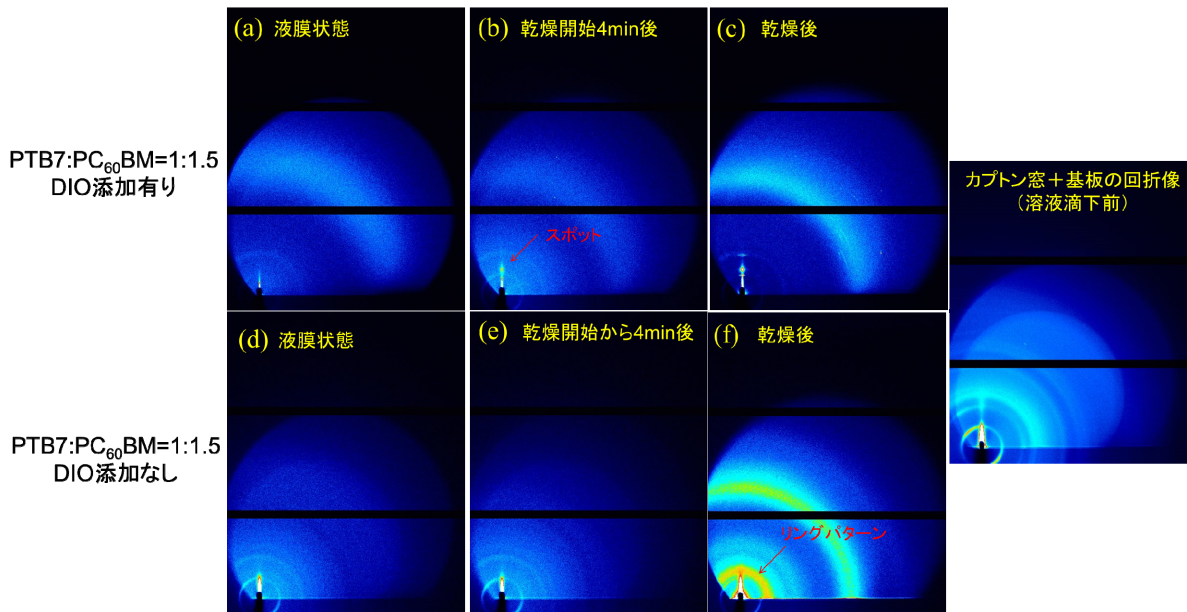 (a) 液膜状態
(b) 乾燥開始4min後
(c) 乾燥後
PTB7:PC₆₀BM=1:1.5
DIO添加有り
スポット
カプトン窓＋基板の回折像
（溶液滴下前）
(d) 液膜状態
(e) 乾燥開始から4min後
(f) 乾燥後
PTB7:PC₆₀BM=1:1.5
DIO添加なし
リングパターン